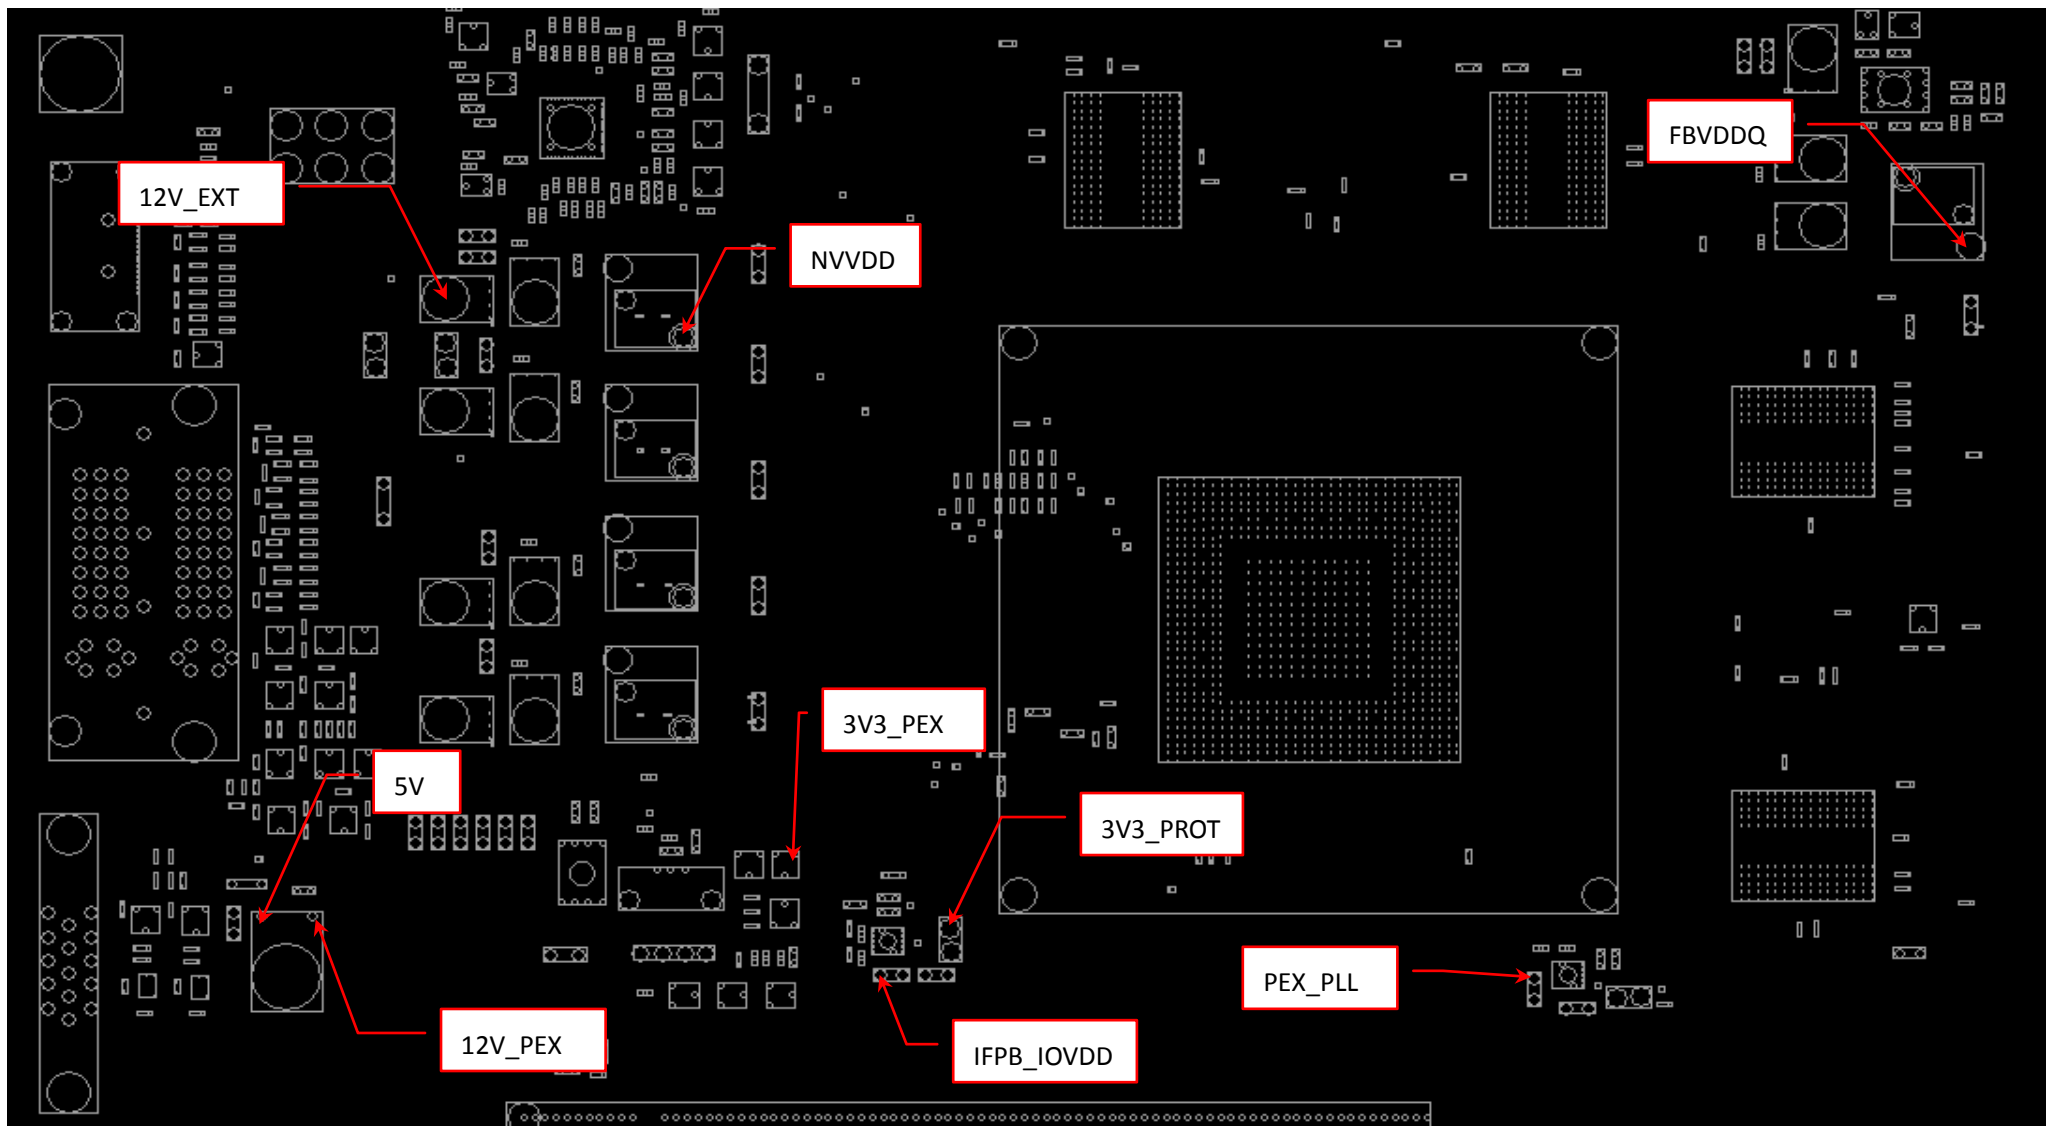 FBVDDQ
12V_EXT
NVVDD
3V3_PEX
5V
3V3_PROT
PEX_PLL
12V_PEX
IFPB_IOVDD